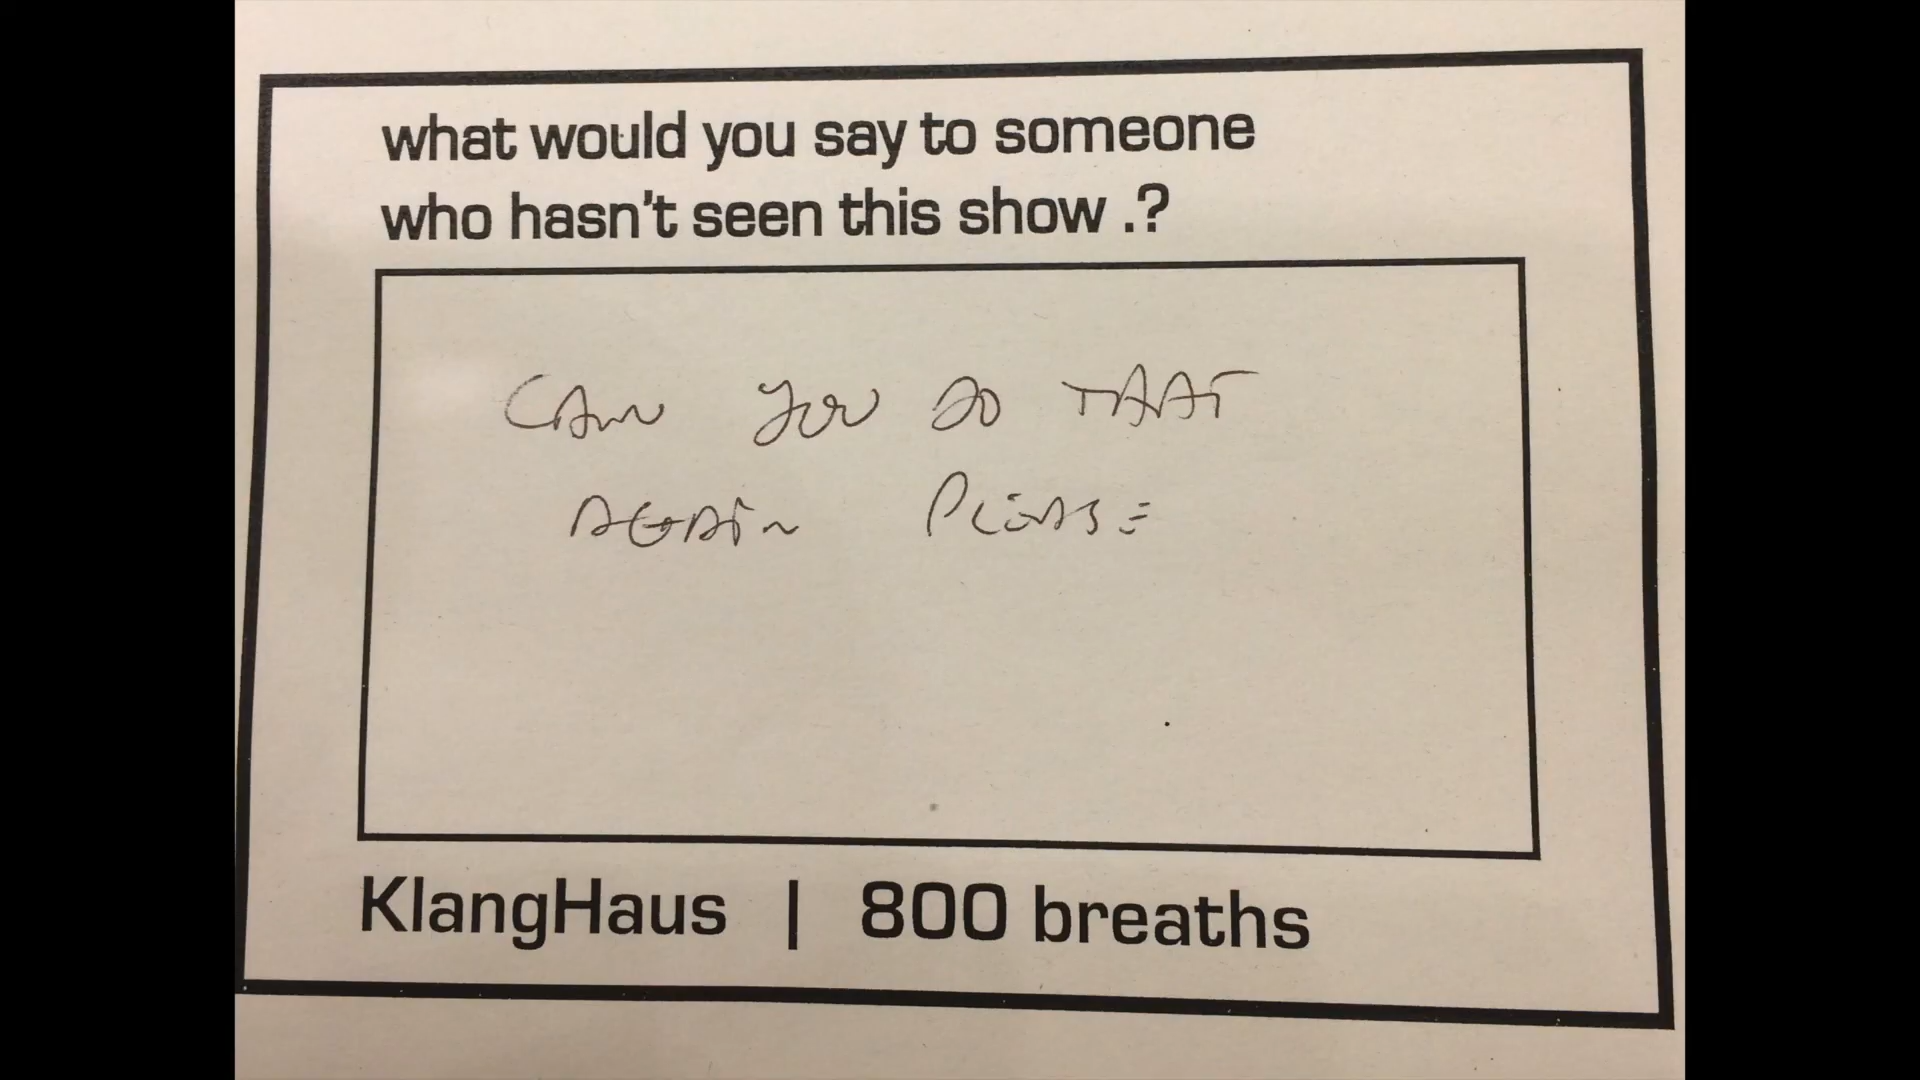 what would you say to someone
who hasn't seen this show .?
CAN YOU DO THAT
AGAIN PLEASE
KlangHaus | 800 breaths